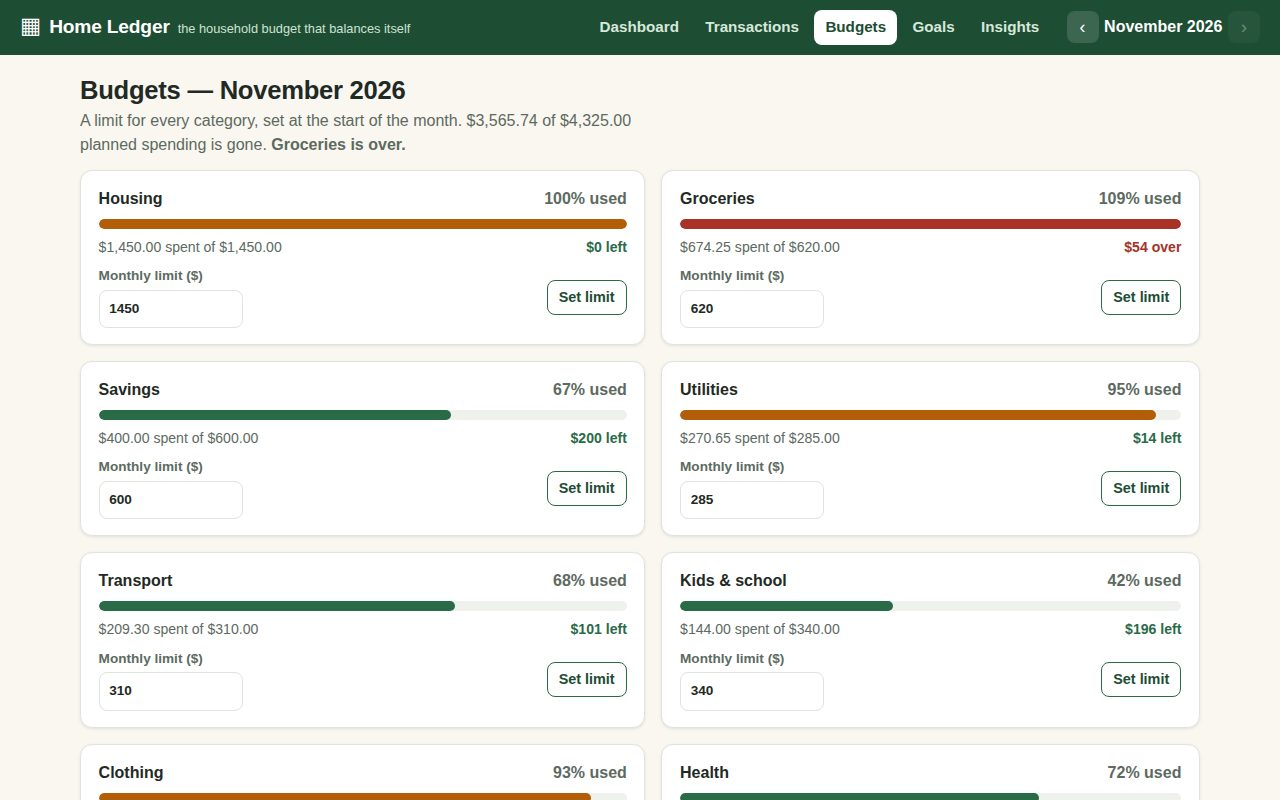 ▦ Home Ledger the household budget that balances itself
Dashboard Transactions Budgets Goals Insights ‹ November 2026 ›
Budgets — November 2026
A limit for every category, set at the start of the month. $3,565.74 of $4,325.00
planned spending is gone. Groceries is over.
Housing 100% used
$1,450.00 spent of $1,450.00 $0 left
Monthly limit ($)
1450 Set limit
Groceries 109% used
$674.25 spent of $620.00 $54 over
Monthly limit ($)
620 Set limit
Savings 67% used
$400.00 spent of $600.00 $200 left
Monthly limit ($)
600 Set limit
Utilities 95% used
$270.65 spent of $285.00 $14 left
Monthly limit ($)
285 Set limit
Transport 68% used
$209.30 spent of $310.00 $101 left
Monthly limit ($)
310 Set limit
Kids & school 42% used
$144.00 spent of $340.00 $196 left
Monthly limit ($)
340 Set limit
Clothing 93% used
Health 72% used